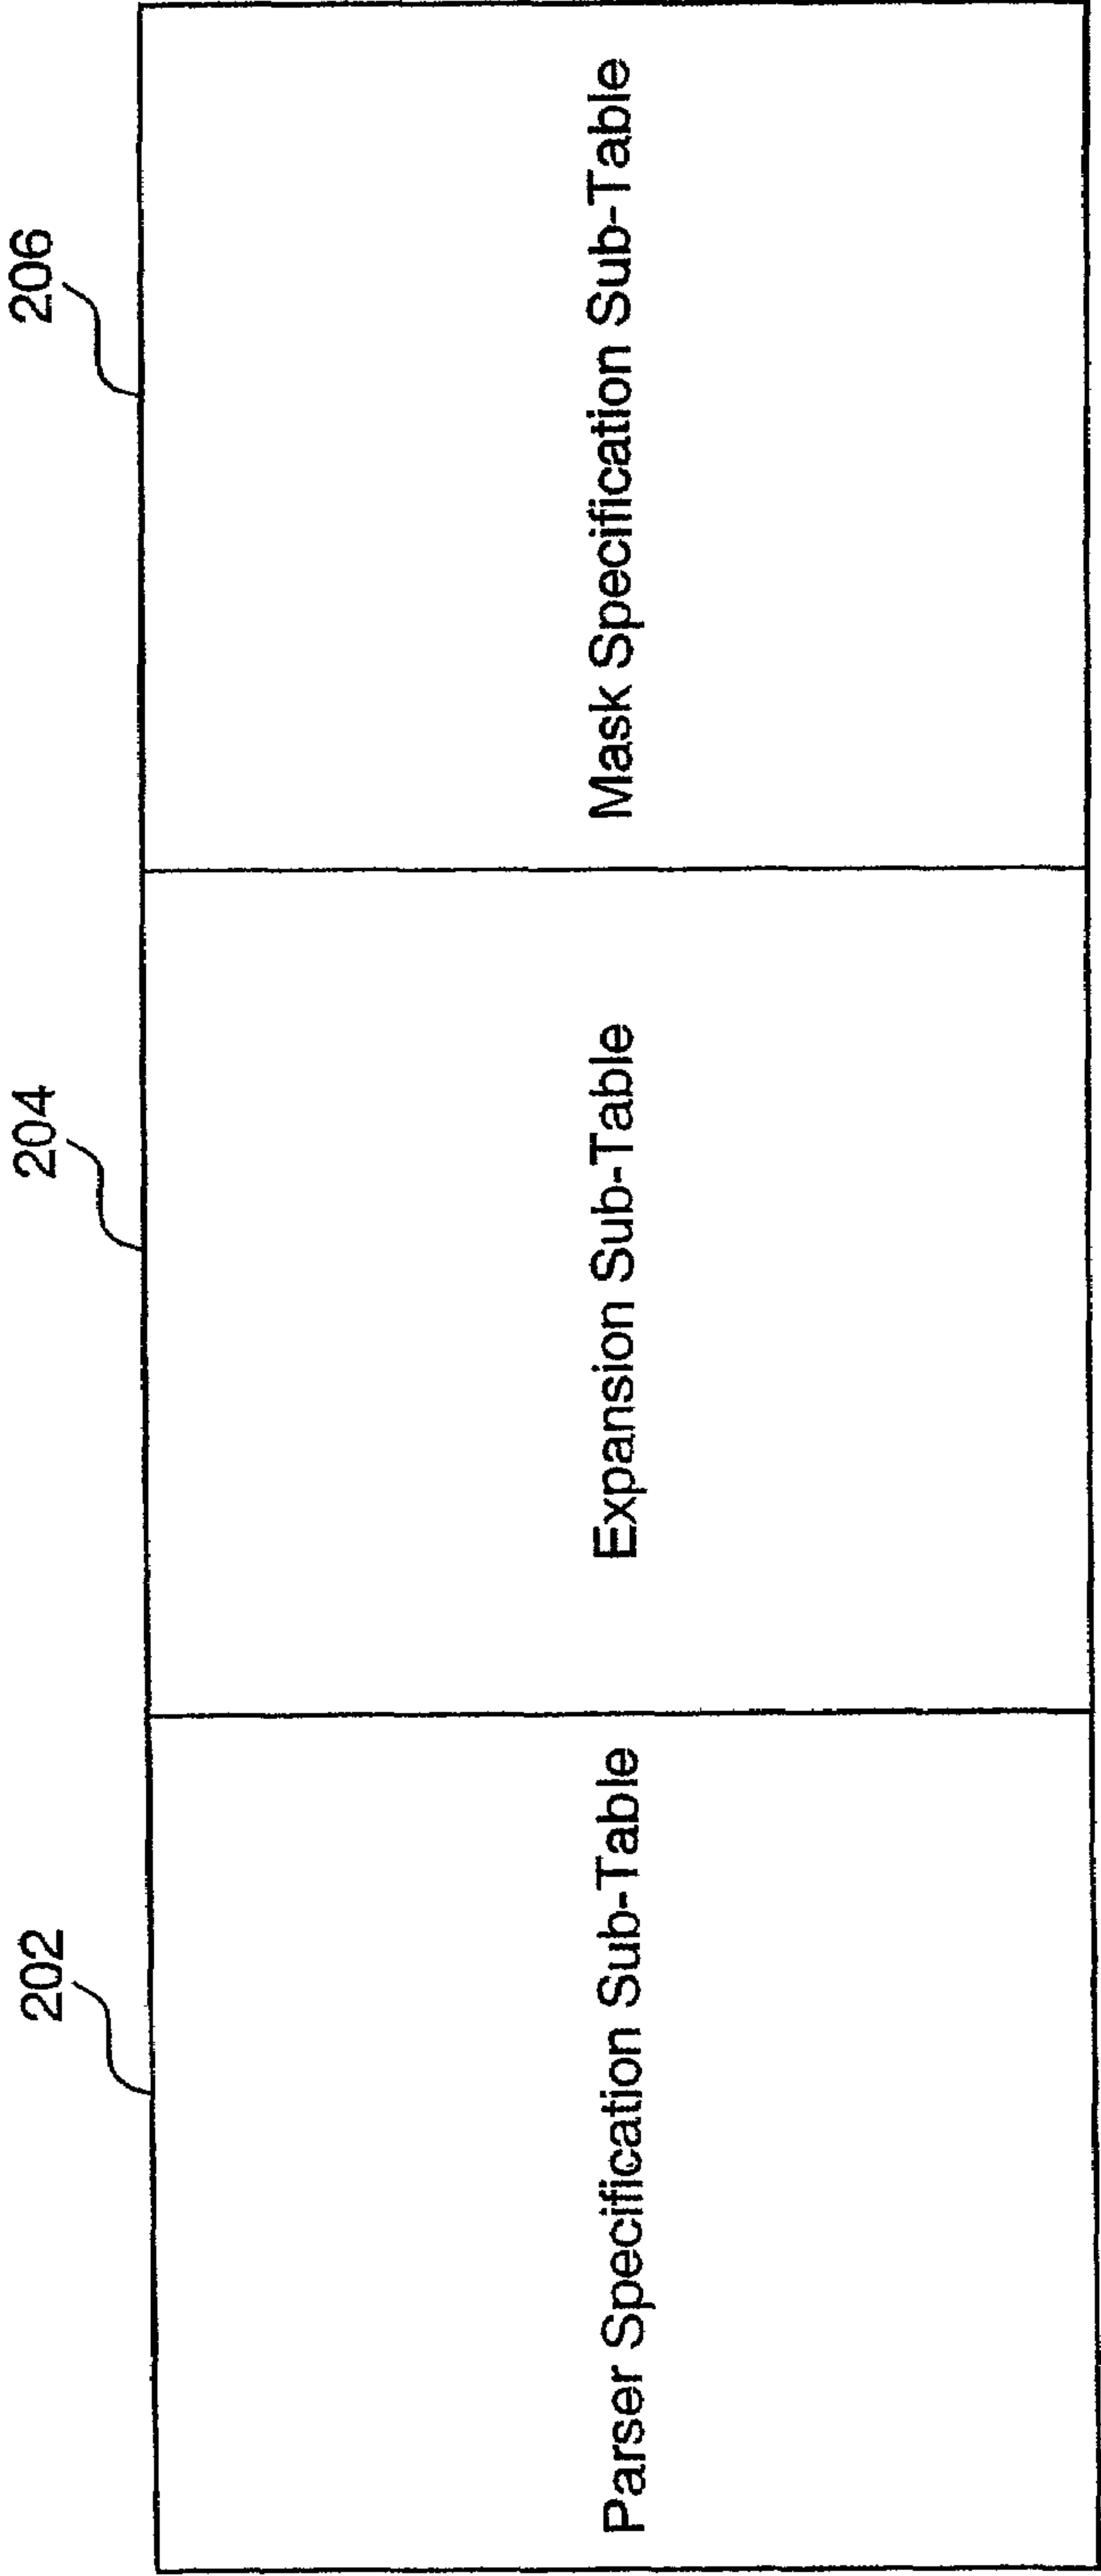 202
204
206
Parser Specification Sub-Table
Expansion Sub-Table
Mask Specification Sub-Table